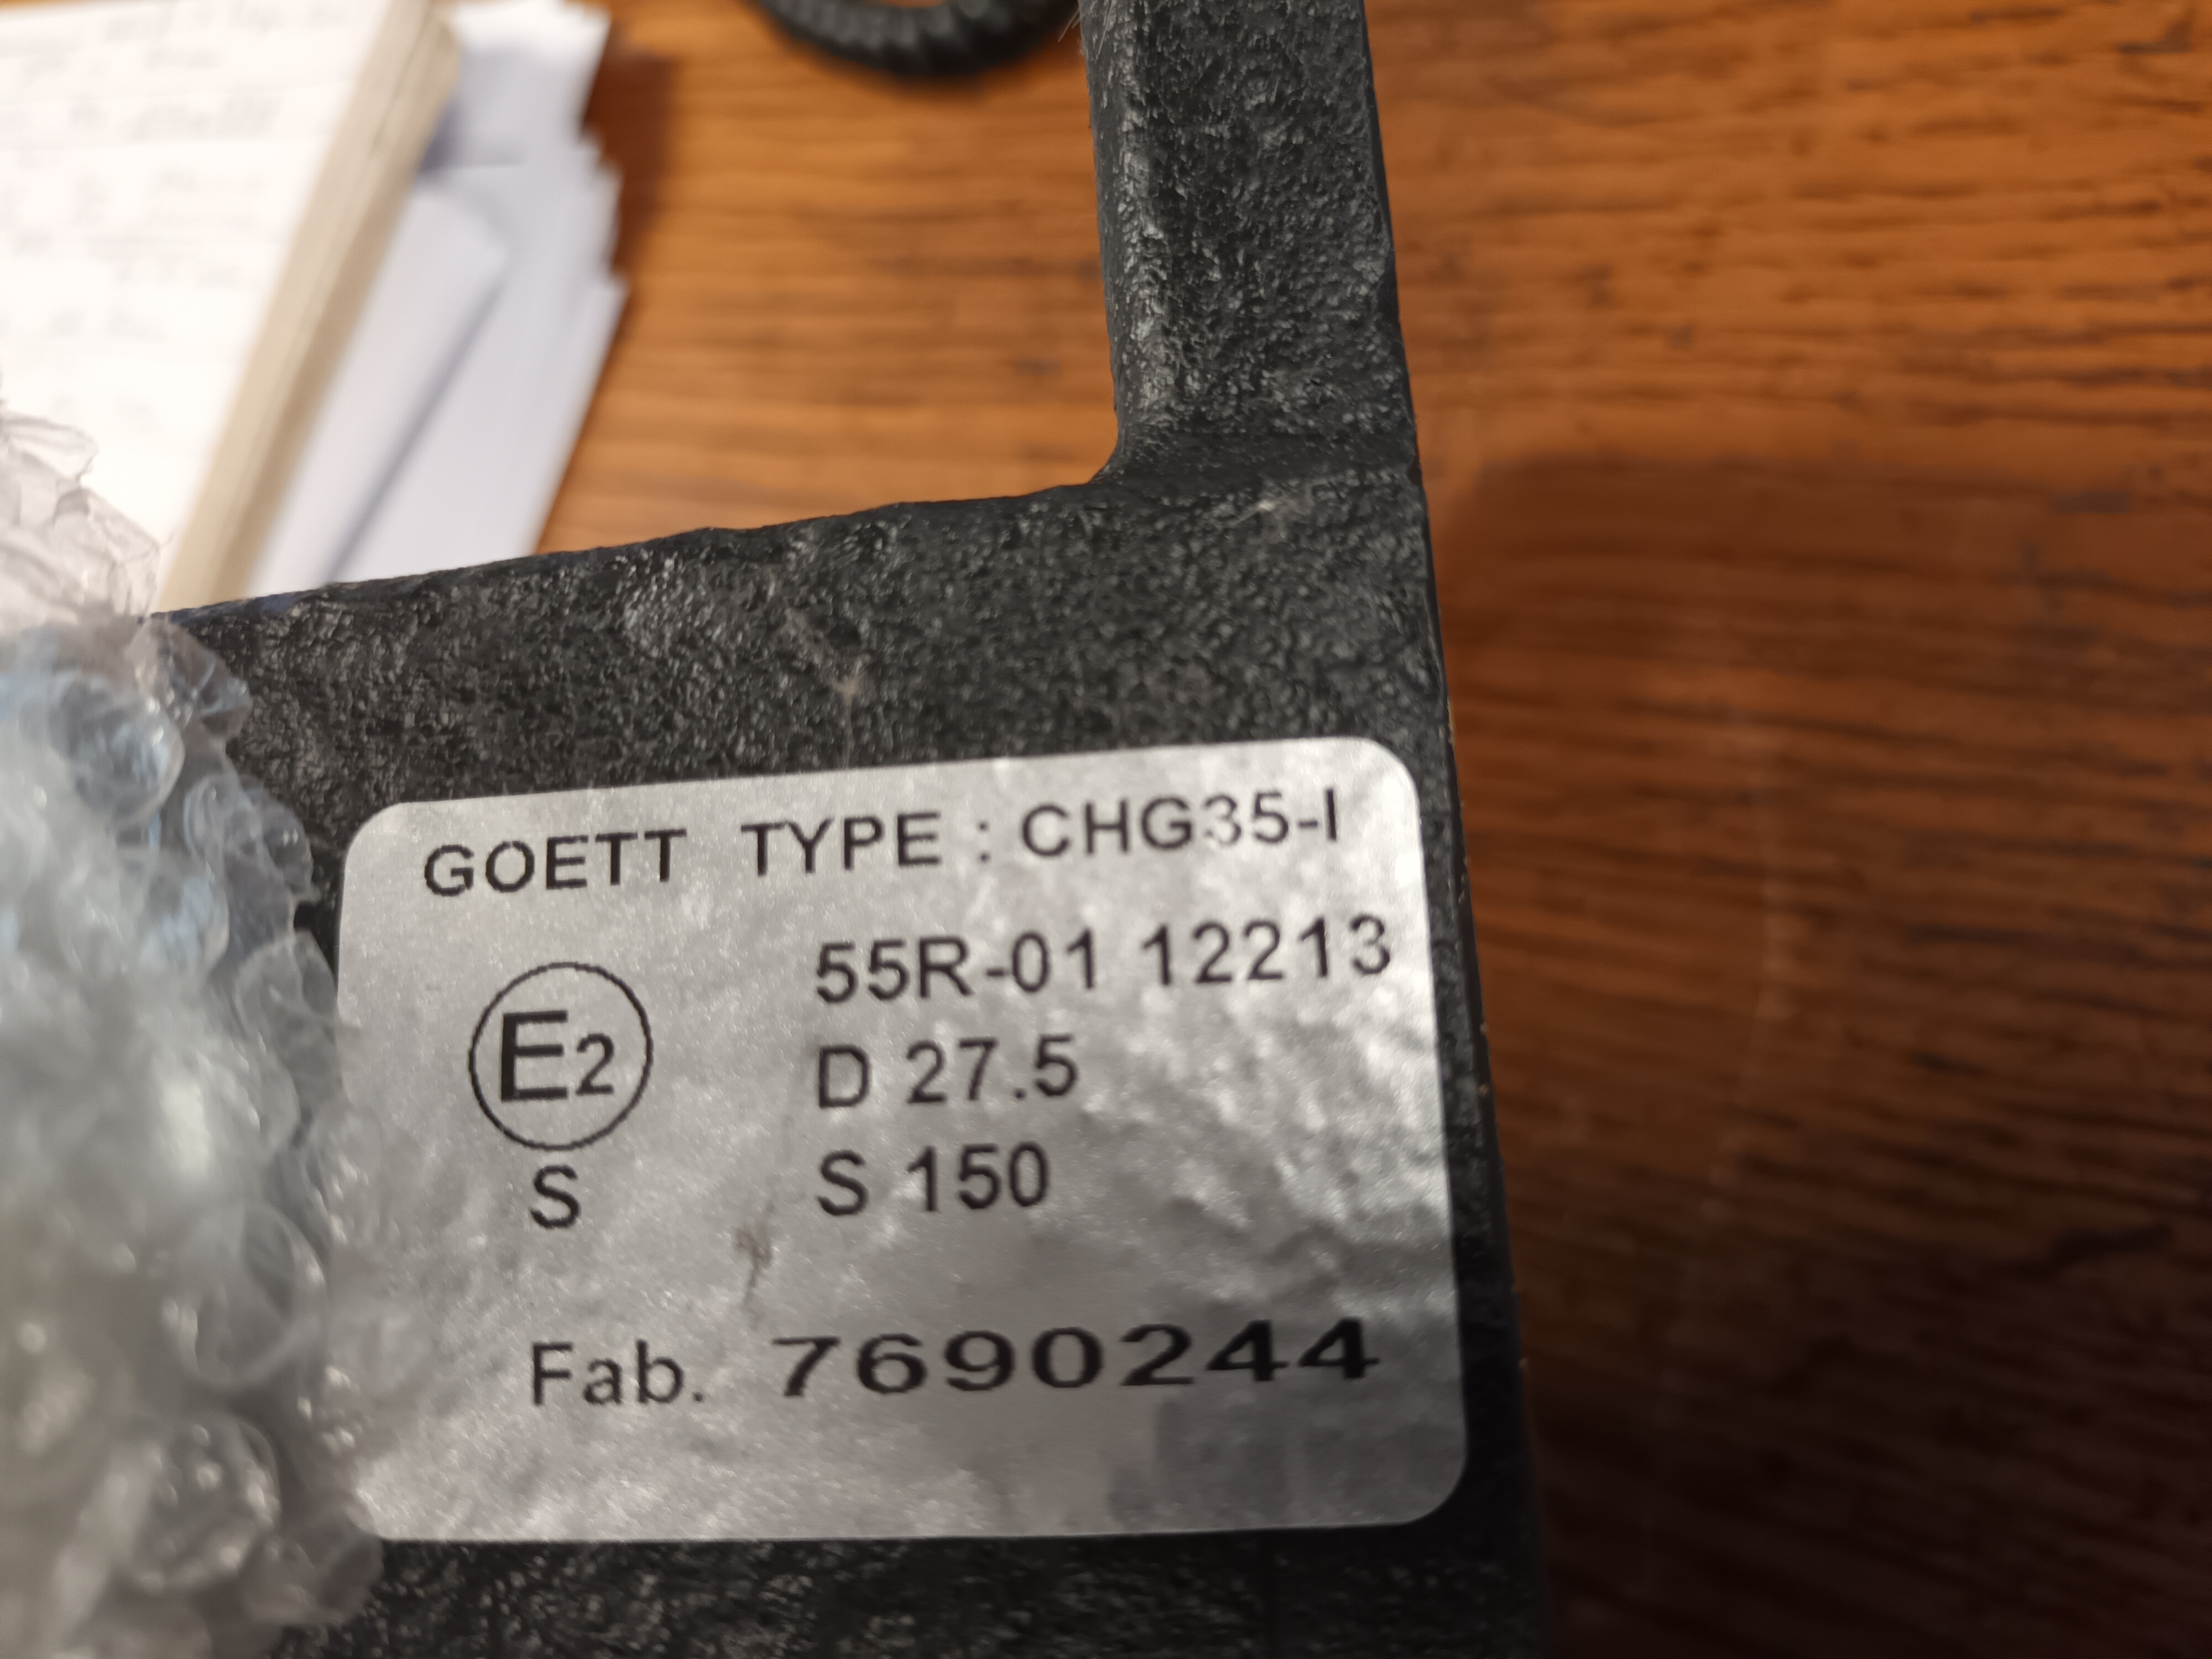 GOETT TYPE : CHG35-I
55R-01 12213
E2
D 27.5
S
S 150
Fab. 7690244